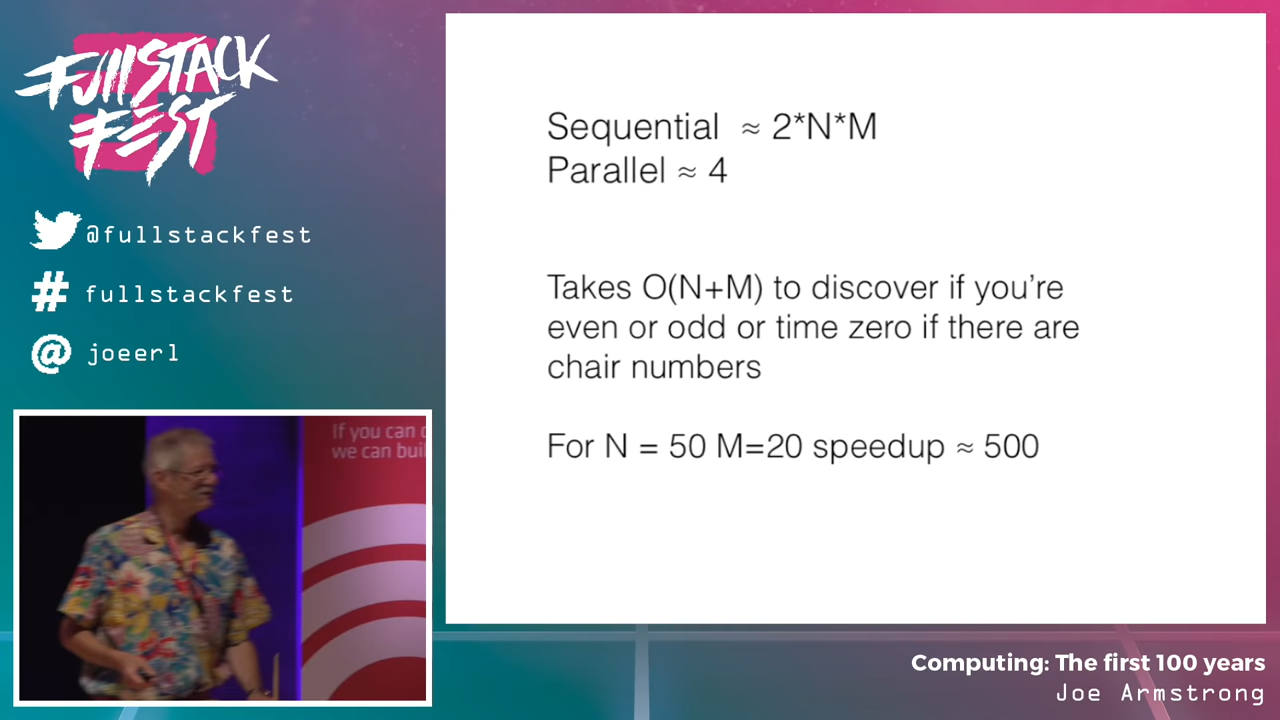 FullSTACK
FEST
@fullstackfest
# fullstackfest
@ joeerl
Sequential ≈ 2*N*M
Parallel ≈ 4
Takes O(N+M) to discover if you're
even or odd or time zero if there are
chair numbers
For N = 50 M=20 speedup ≈ 500
If you can
we can
Computing: The first 100 years
Joe Armstrong